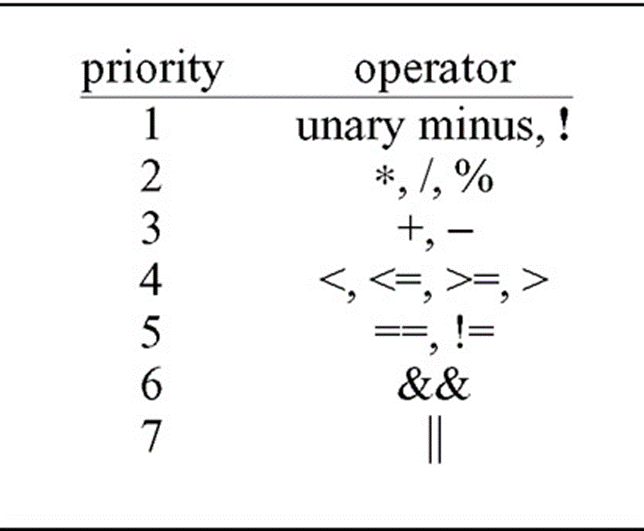 priority operator
1 unary minus, !
2 *, /, %
3 +, –
4 <, <=, >=, >
5 ==, !=
6 &&
7 ||